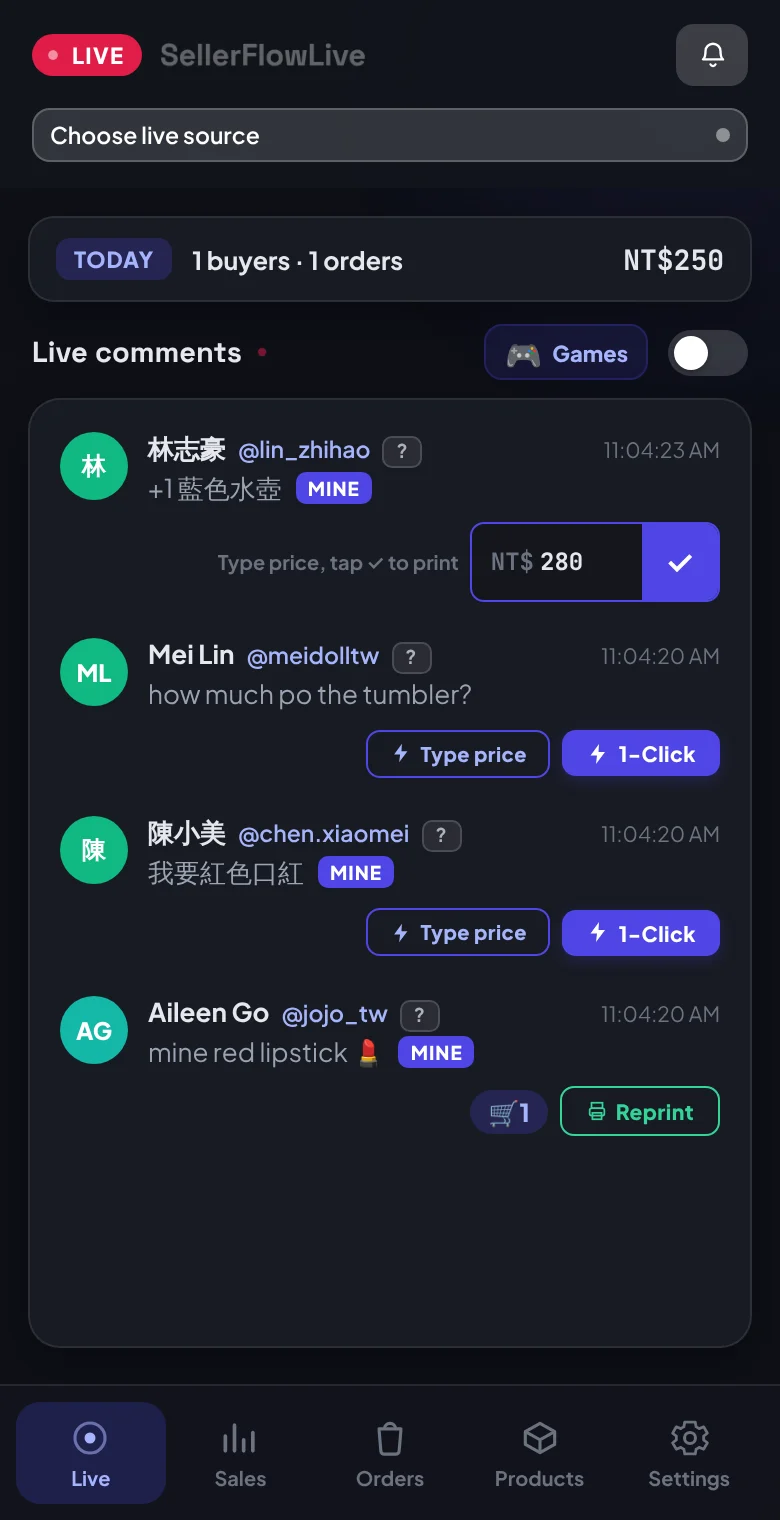 LIVE SellerFlowLive
Choose live source
TODAY 1 buyers · 1 orders NT$250
Live comments Games
林 林志豪 @lin_zhihao ? 11:04:23 AM
+1 藍色水壺 MINE
Type price, tap ✓ to print NT$ 280
ML Mei Lin @meidolltw ? 11:04:20 AM
how much po the tumbler?
Type price 1-Click
陳 陳小美 @chen.xiaomei ? 11:04:20 AM
我要紅色口紅 MINE
Type price 1-Click
AG Aileen Go @jojo_tw ? 11:04:20 AM
mine red lipstick 💄 MINE
🛒1 Reprint
Live Sales Orders Products Settings